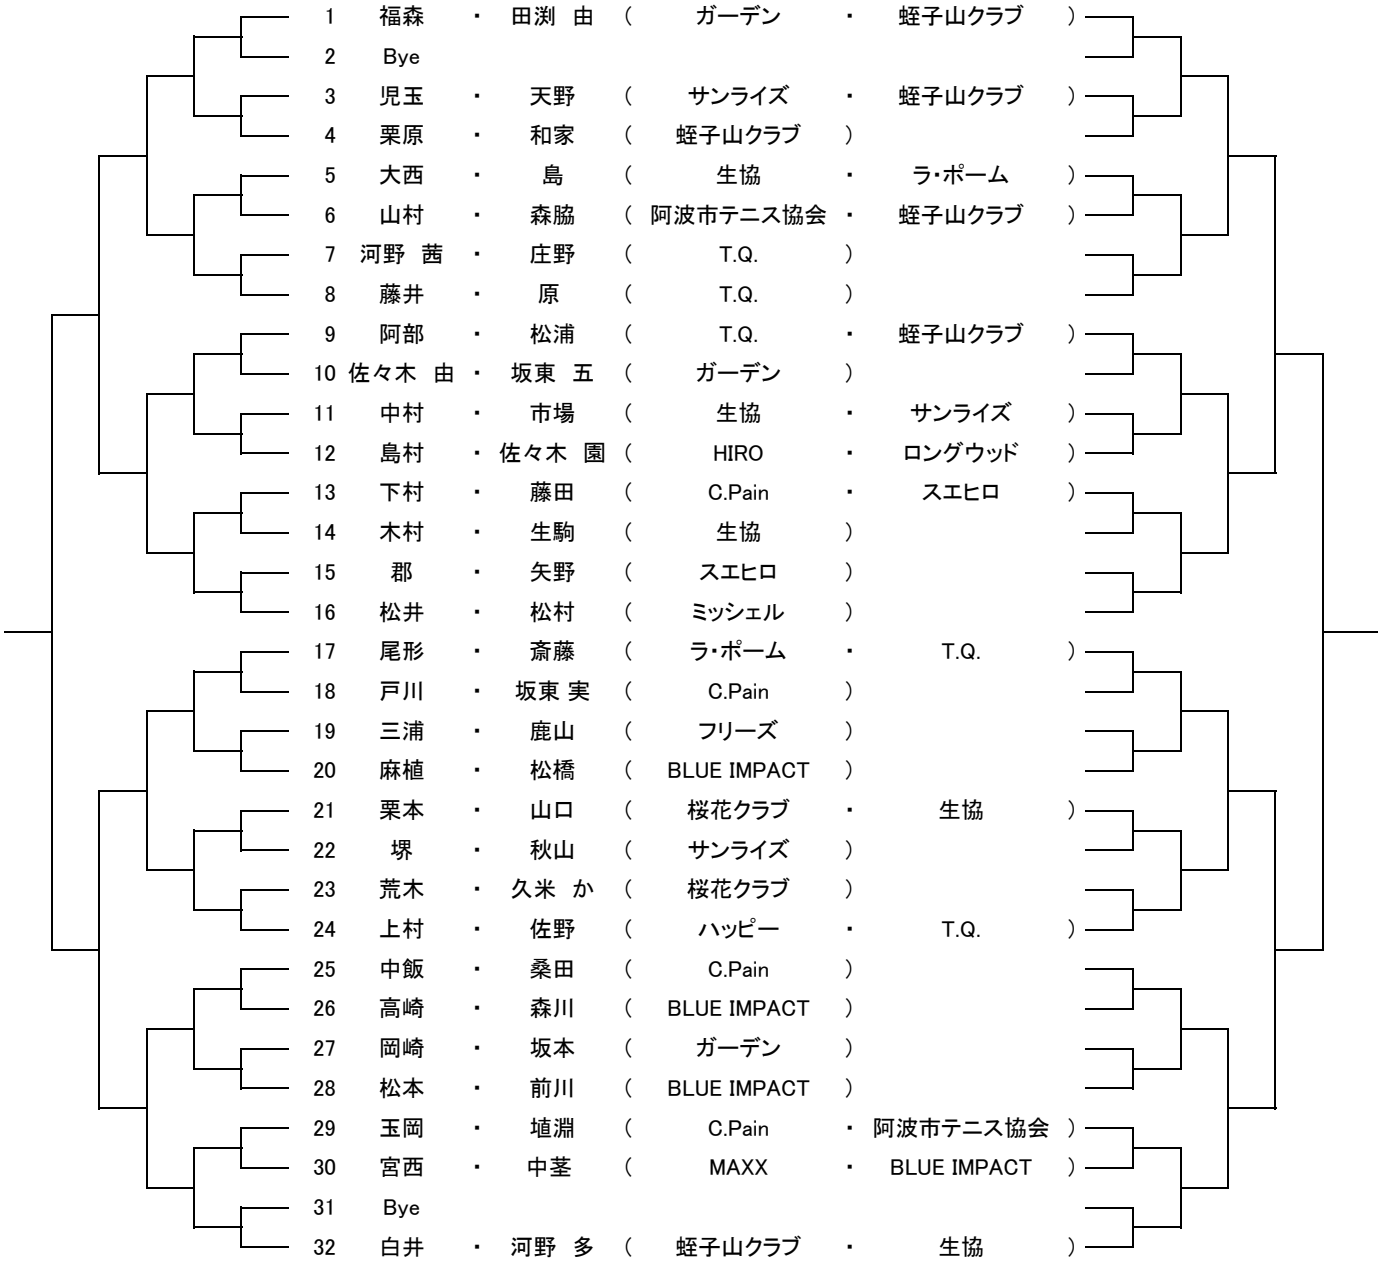 1 福森 ・ 田渕 由 ( ガーデン ・ 蛭子山クラブ )
2 Bye
3 児玉 ・ 天野 ( サンライズ ・ 蛭子山クラブ )
4 栗原 ・ 和家 ( 蛭子山クラブ )
5 大西 ・ 島 ( 生協 ・ ラ・ポーム )
6 山村 ・ 森脇 ( 阿波市テニス協会 ・ 蛭子山クラブ )
7 河野 茜 ・ 庄野 ( T.Q. )
8 藤井 ・ 原 ( T.Q. )
9 阿部 ・ 松浦 ( T.Q. ・ 蛭子山クラブ )
10 佐々木 由 ・ 坂東 五 ( ガーデン )
11 中村 ・ 市場 ( 生協 ・ サンライズ )
12 島村 ・ 佐々木 園 ( HIRO ・ ロングウッド )
13 下村 ・ 藤田 ( C.Pain ・ スエヒロ )
14 木村 ・ 生駒 ( 生協 )
15 郡 ・ 矢野 ( スエヒロ )
16 松井 ・ 松村 ( ミッシェル )
17 尾形 ・ 斎藤 ( ラ・ポーム ・ T.Q. )
18 戸川 ・ 坂東 実 ( C.Pain )
19 三浦 ・ 鹿山 ( フリーズ )
20 麻植 ・ 松橋 ( BLUE IMPACT )
21 栗本 ・ 山口 ( 桜花クラブ ・ 生協 )
22 堺 ・ 秋山 ( サンライズ )
23 荒木 ・ 久米 か ( 桜花クラブ )
24 上村 ・ 佐野 ( ハッピー ・ T.Q. )
25 中飯 ・ 桑田 ( C.Pain )
26 高崎 ・ 森川 ( BLUE IMPACT )
27 岡崎 ・ 坂本 ( ガーデン )
28 松本 ・ 前川 ( BLUE IMPACT )
29 玉岡 ・ 埴淵 ( C.Pain ・ 阿波市テニス協会 )
30 宮西 ・ 中茎 ( MAXX ・ BLUE IMPACT )
31 Bye
32 白井 ・ 河野 多 ( 蛭子山クラブ ・ 生協 )